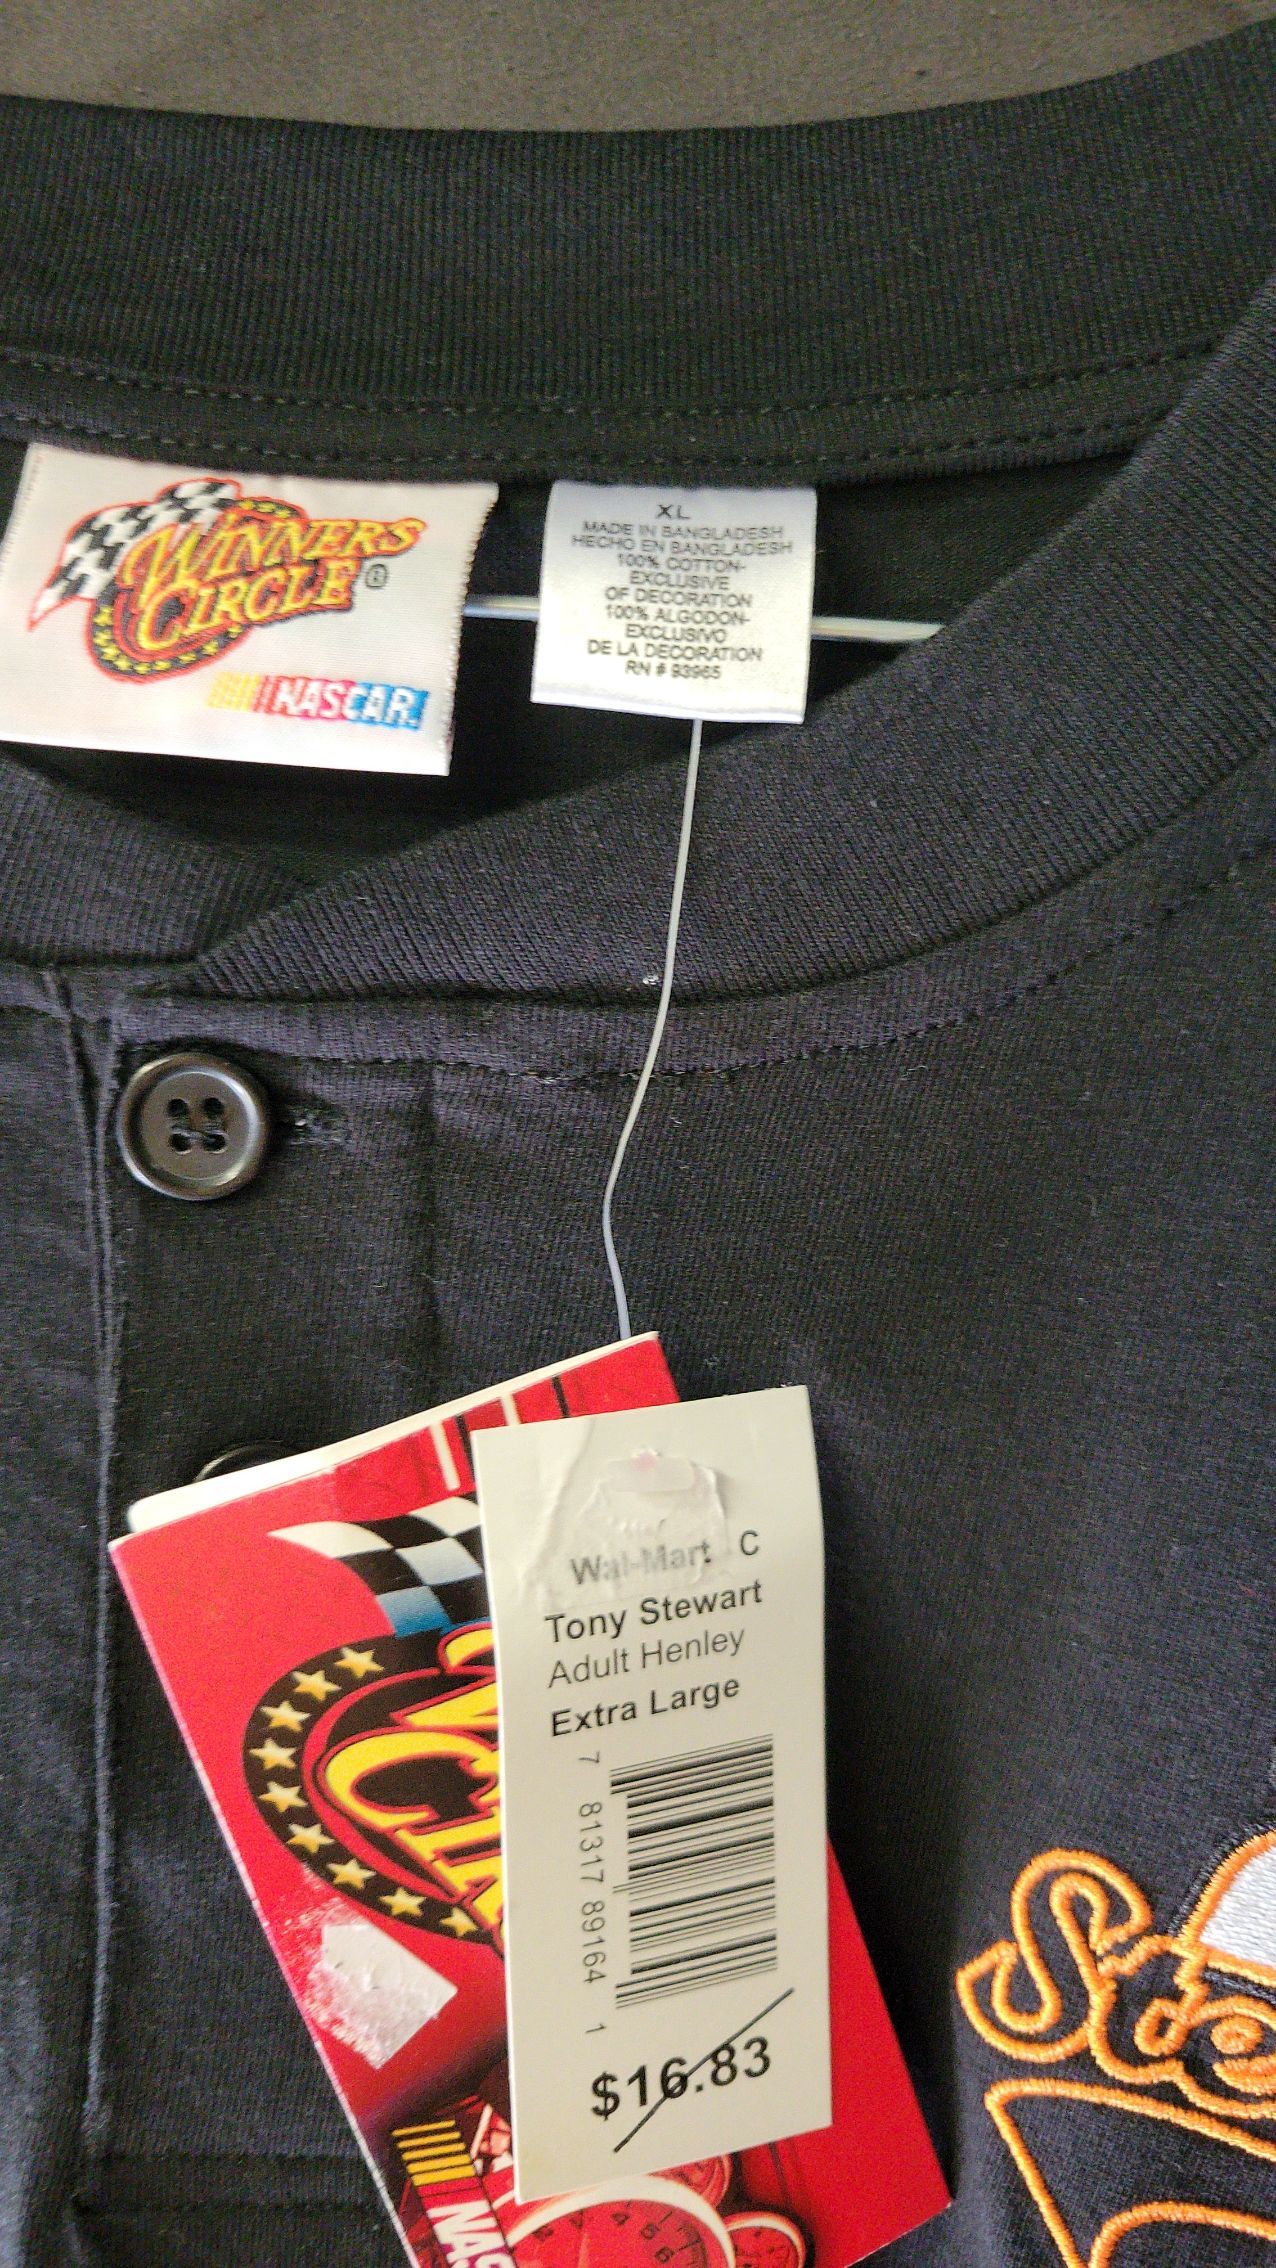 WINNERS
CIRCLE®
NASCAR.
XL
MADE IN BANGLADESH
HECHO EN BANGLADESH
100% COTTON-
EXCLUSIVE
OF DECORATION
100% ALGODON-
EXCLUSIVO
DE LA DECORATION
RN # 93965
Wal-Mart C
Tony Stewart
Adult Henley
Extra Large
7 81317 89164 1
$16.83